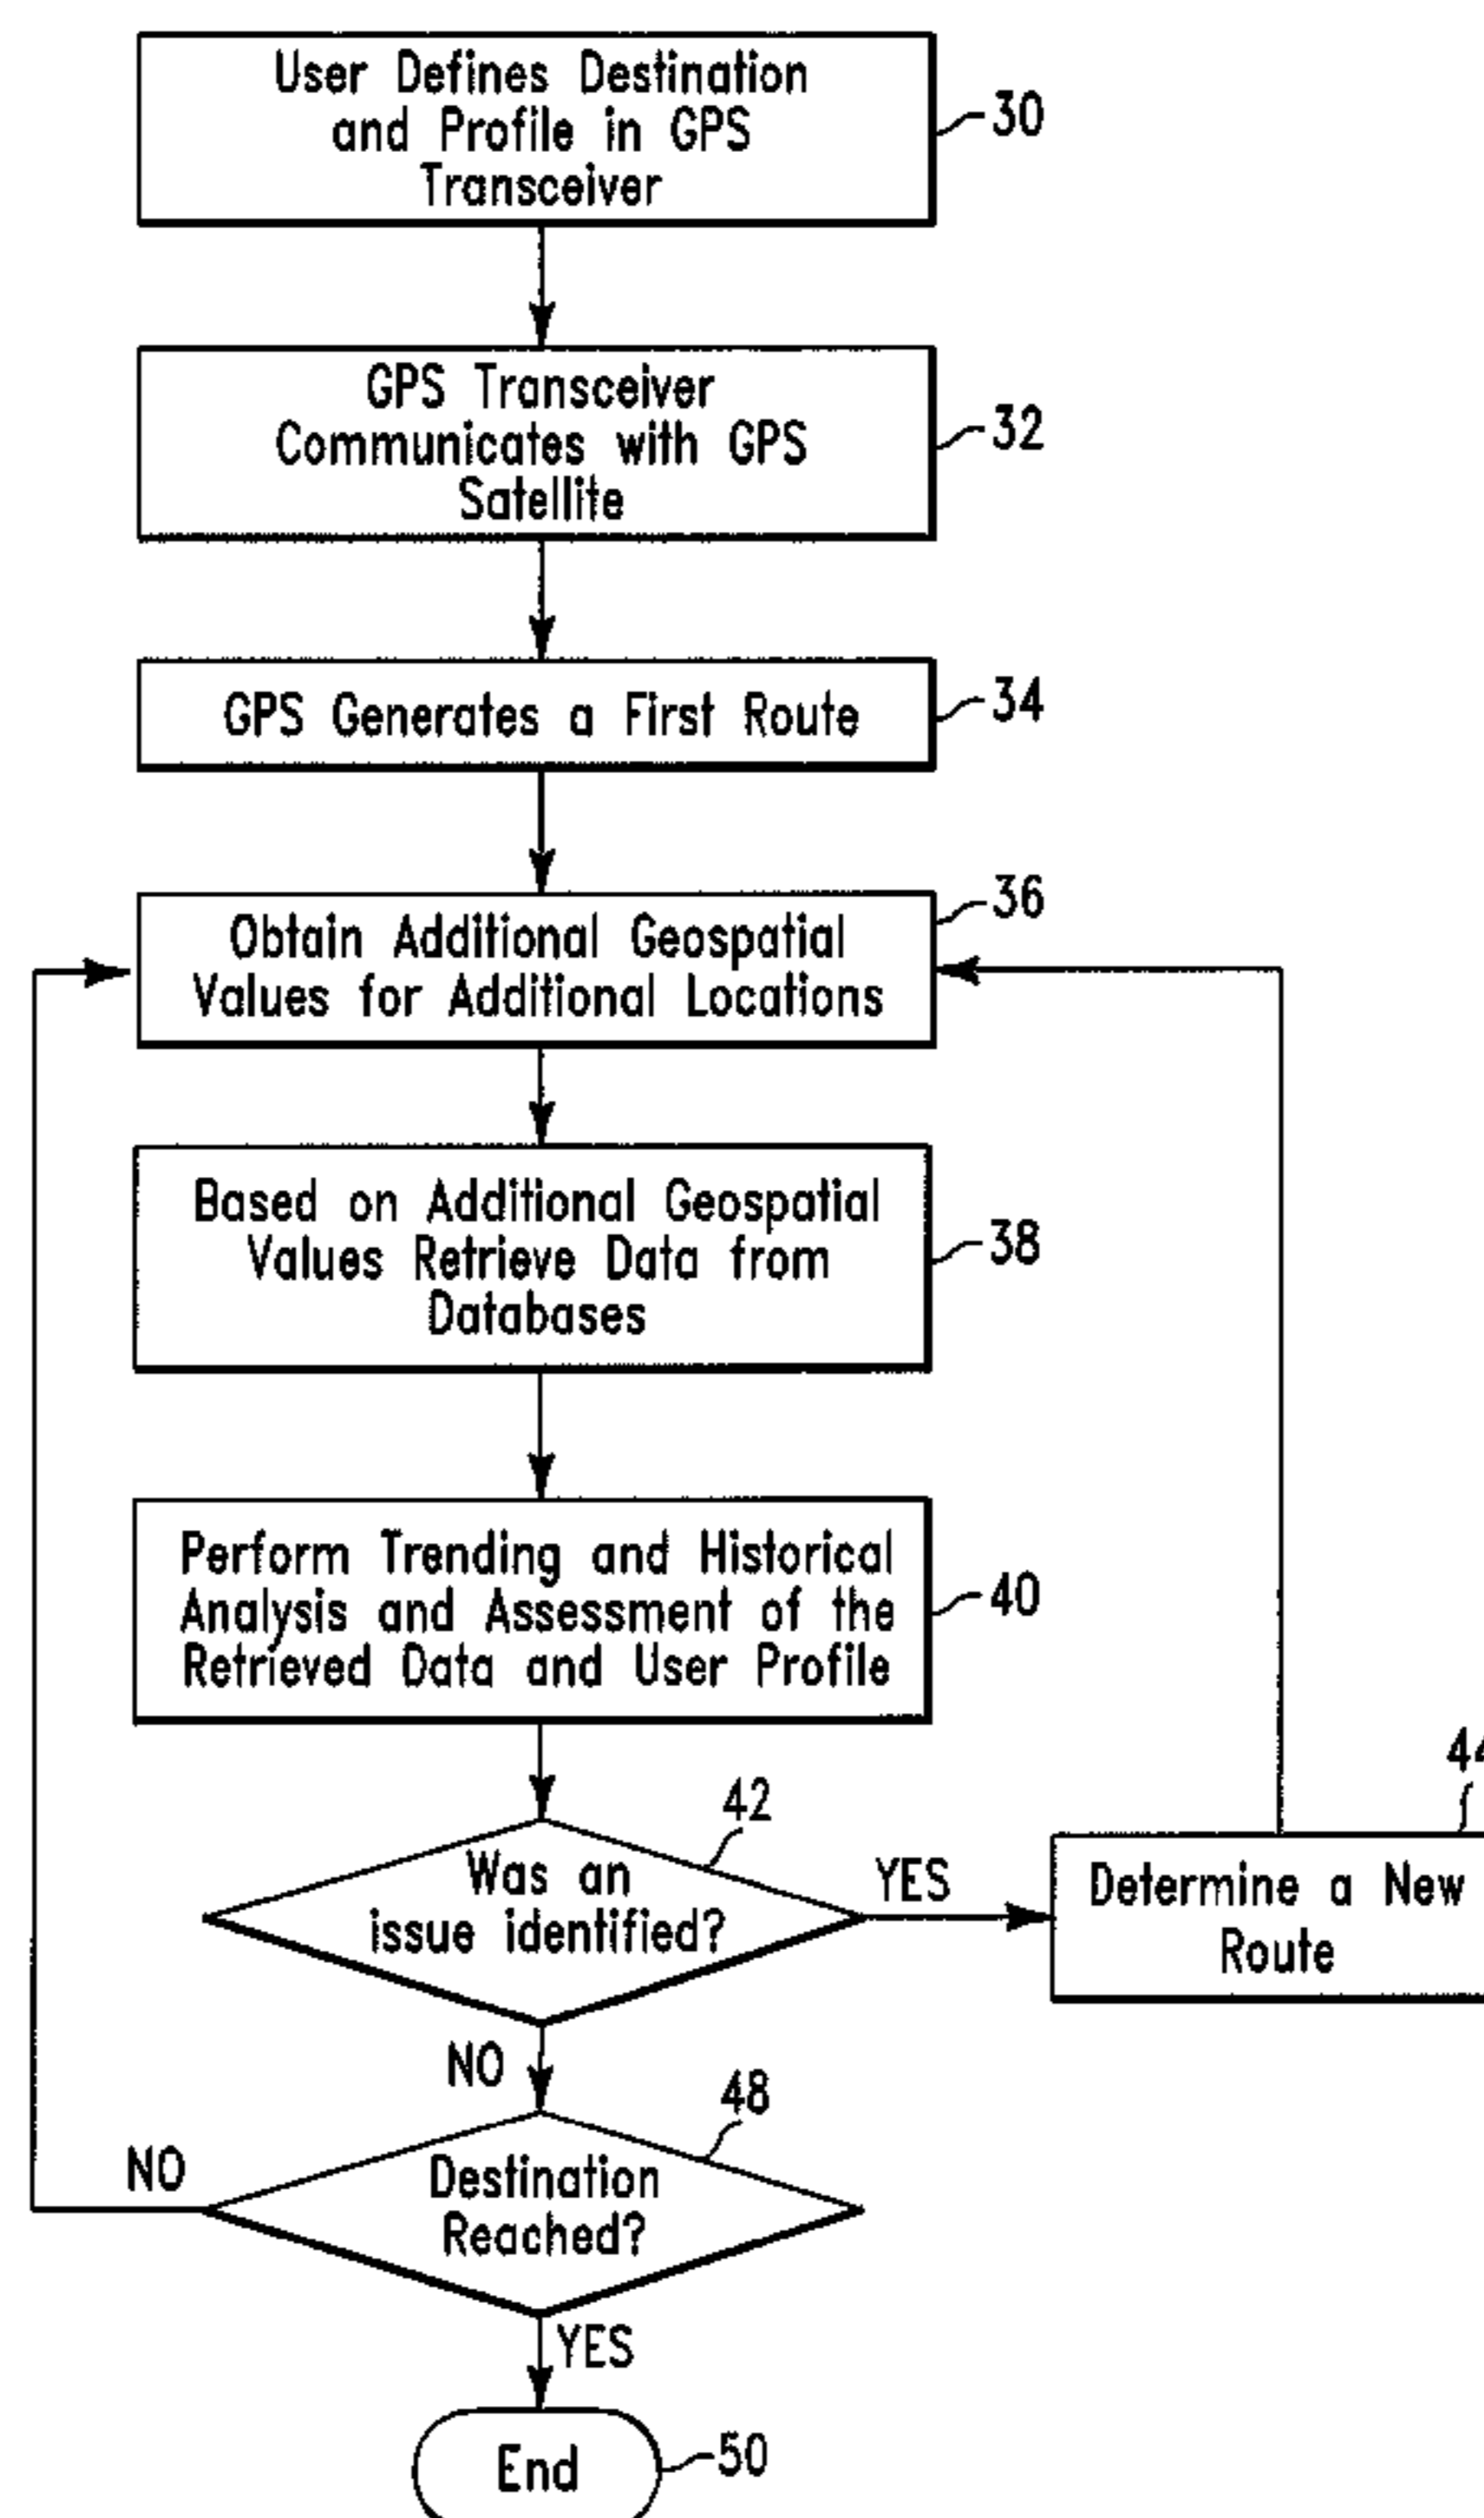 User Defines Destination
and Profile in GPS
Transceiver
30
GPS Transceiver
Communicates with GPS
Satellite
32
GPS Generates a First Route
34
Obtain Additional Geospatial
Values for Additional Locations
36
Based on Additional Geospatial
Values Retrieve Data from
Databases
38
Perform Trending and Historical
Analysis and Assessment of the
Retrieved Data and User Profile
40
Was an
issue identified?
42
YES
Determine a New
Route
44
NO
Destination
Reached?
48
NO
YES
End
50